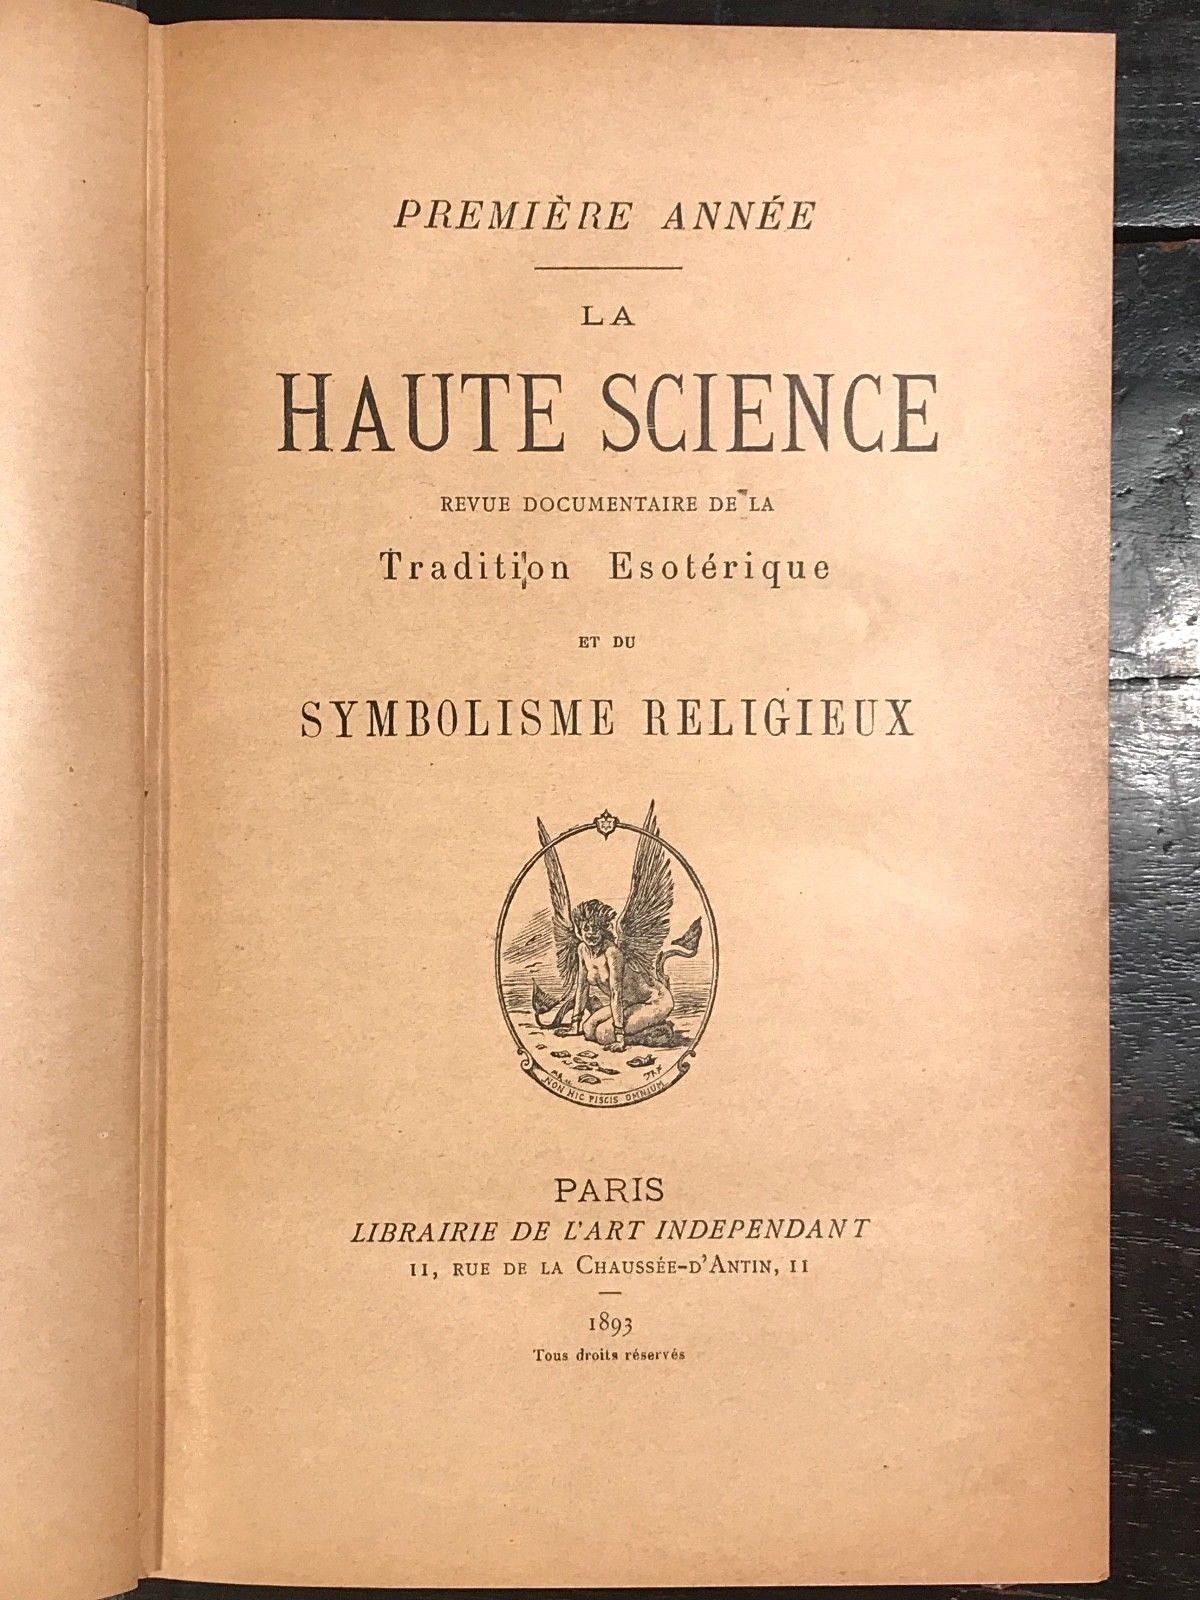 PREMIÈRE ANNÉE
LA
HAUTE SCIENCE
REVUE DOCUMENTAIRE DE LA
Tradition Esotérique
ET DU
SYMBOLISME RELIGIEUX
NON HIC PISCIS OMNIUM
PARIS
LIBRAIRIE DE L'ART INDEPENDANT
11, RUE DE LA CHAUSSÉE-D'ANTIN, 11
1893
Tous droits réservés